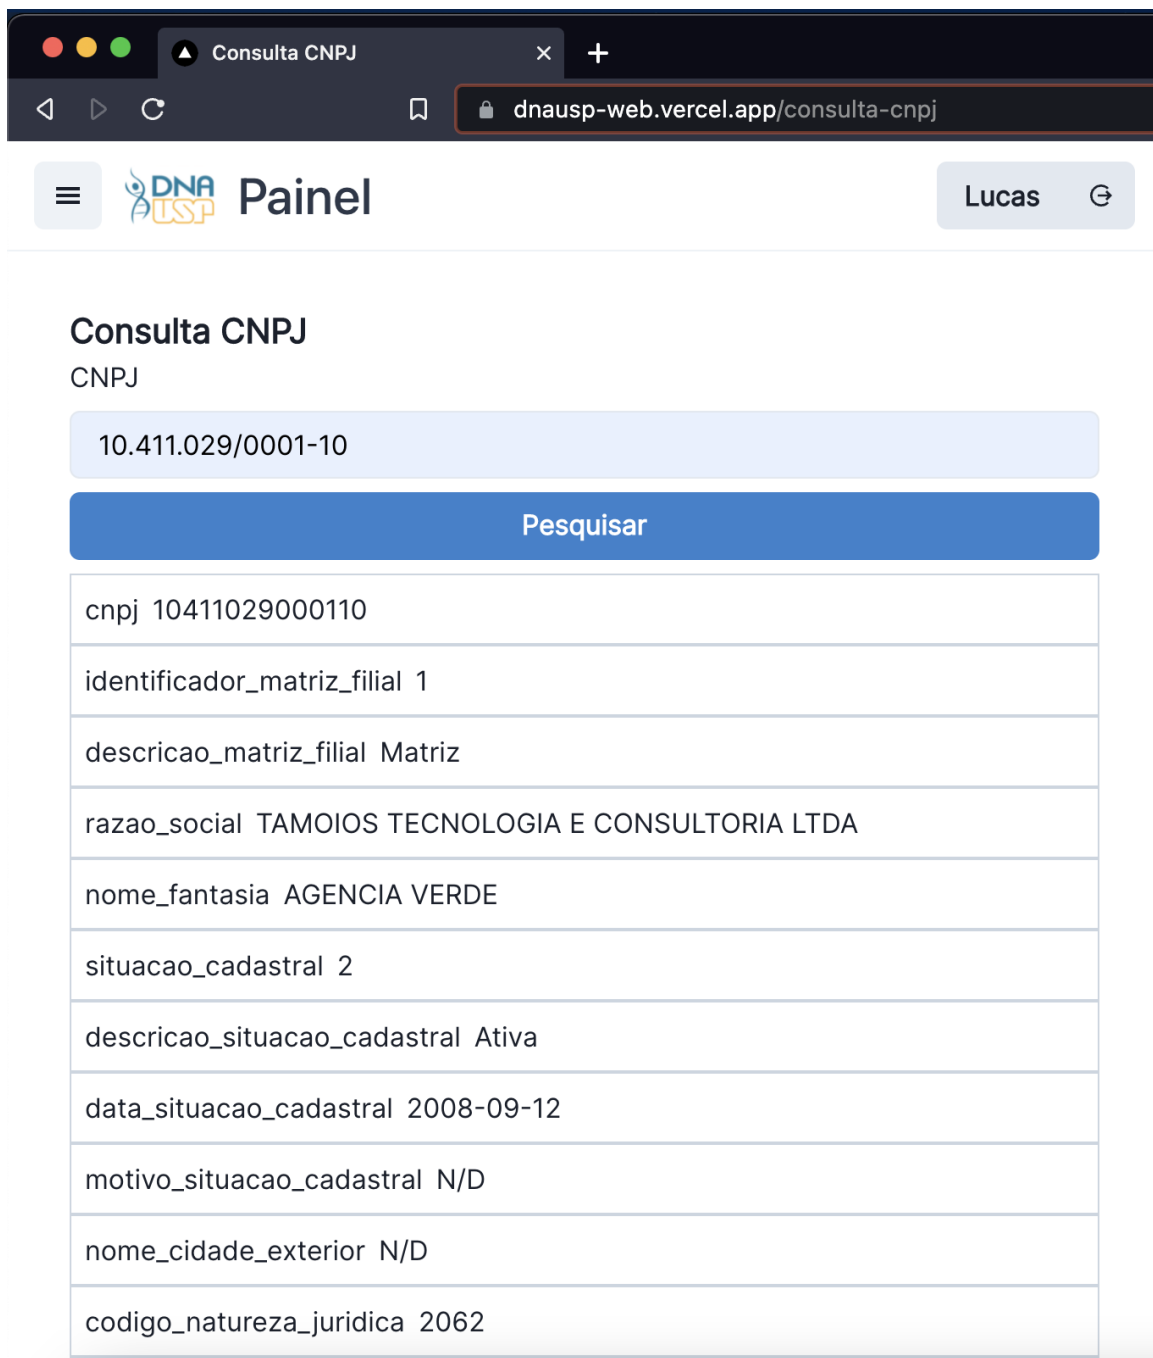 Consulta CNPJ
dnausp-web.vercel.app/consulta-cnpj
DNA
USP
Painel
Lucas
Consulta CNPJ
CNPJ
10.411.029/0001-10
Pesquisar
cnpj 10411029000110
identificador_matriz_filial 1
descricao_matriz_filial Matriz
razao_social TAMOIOS TECNOLOGIA E CONSULTORIA LTDA
nome_fantasia AGENCIA VERDE
situacao_cadastral 2
descricao_situacao_cadastral Ativa
data_situacao_cadastral 2008-09-12
motivo_situacao_cadastral N/D
nome_cidade_exterior N/D
codigo_natureza_juridica 2062